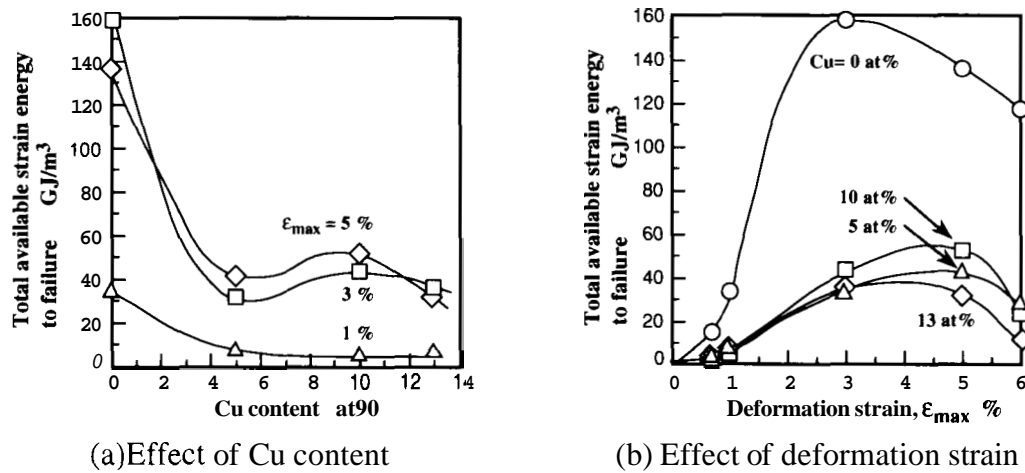 Total available strain energy
to failure GJ/m³
160
140
120
100
80
60
40
20
0
εmax = 5 %
3 %
1 %
0 2 4 6 8 10 12 14
Cu content at90
(a)Effect of Cu content
Total available strain energy
to failure GJ/m³
160
140
120
100
80
60
40
20
0
Cu= 0 at%
10 at%
5 at%
13 at%
0 1 2 3 4 5 6
Deformation strain, εmax %
(b) Effect of deformation strain